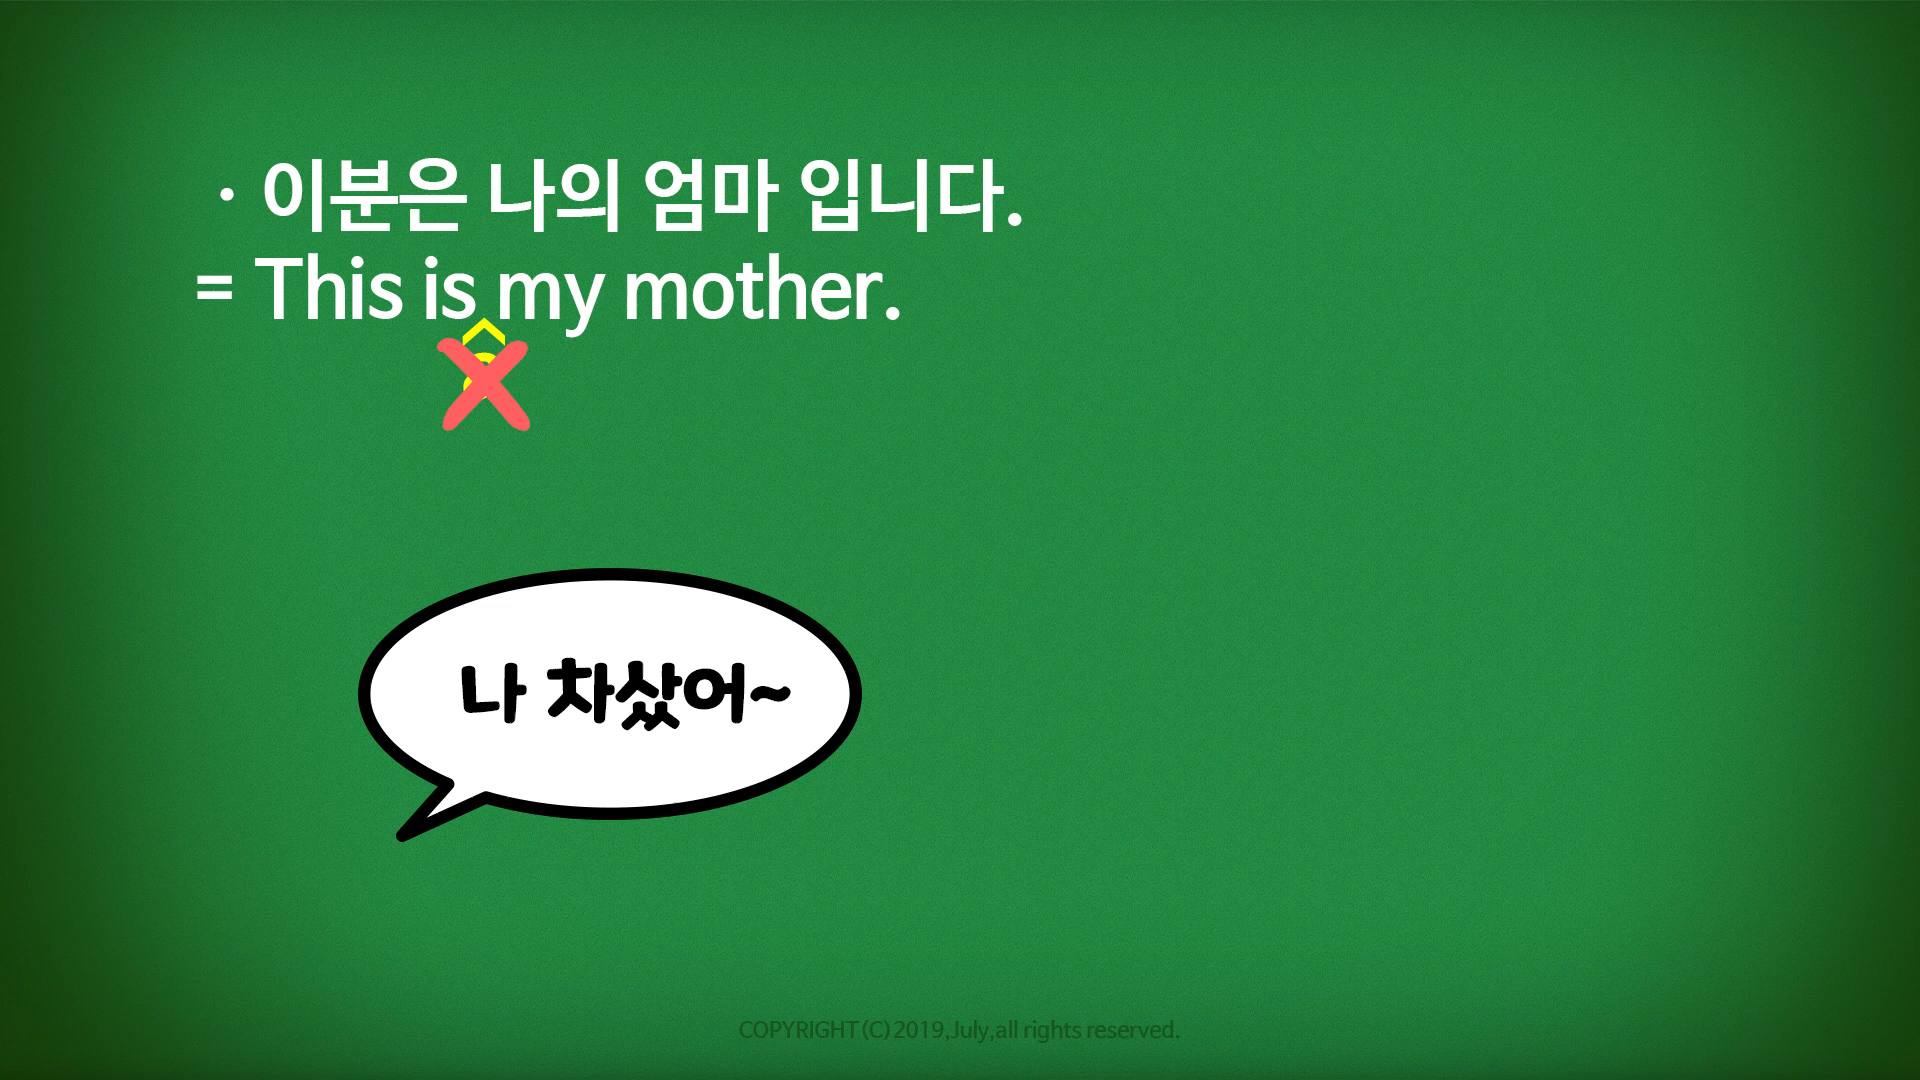 · 이분은 나의 엄마 입니다.
= This is my mother.
나 차샀어~
COPYRIGHT (C) 2019,July,all rights reserved.